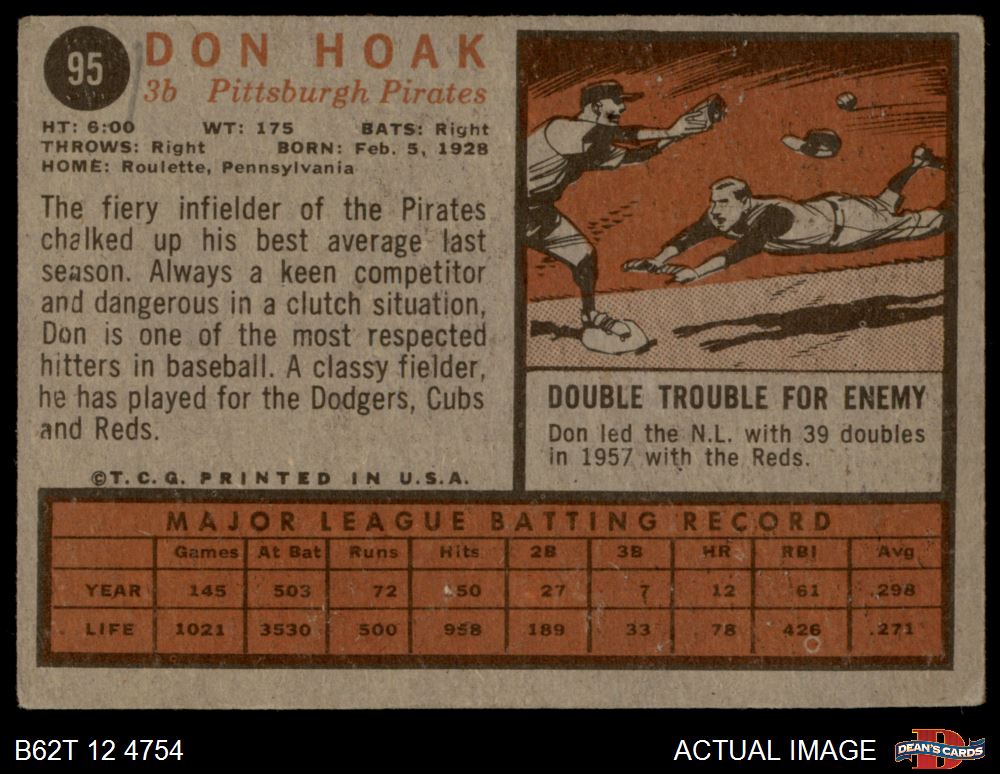 95
DON HOAK
3b Pittsburgh Pirates
HT: 6:00 WT: 175 BATS: Right
THROWS: Right BORN: Feb. 5, 1928
HOME: Roulette, Pennsylvania
The fiery infielder of the Pirates
chalked up his best average last
season. Always a keen competitor
and dangerous in a clutch situation,
Don is one of the most respected
hitters in baseball. A classy fielder,
he has played for the Dodgers, Cubs
and Reds.
©T.C.G. PRINTED IN U.S.A.
DOUBLE TROUBLE FOR ENEMY
Don led the N.L. with 39 doubles
in 1957 with the Reds.
MAJOR LEAGUE BATTING RECORD
Games At Bat Runs Hits 2B 3B HR RBI Avg
YEAR 145 503 72 150 27 7 12 61 .298
LIFE 1021 3530 500 958 189 33 78 426 .271
B62T 12 4754
ACTUAL IMAGE
D
DEAN'S CARDS